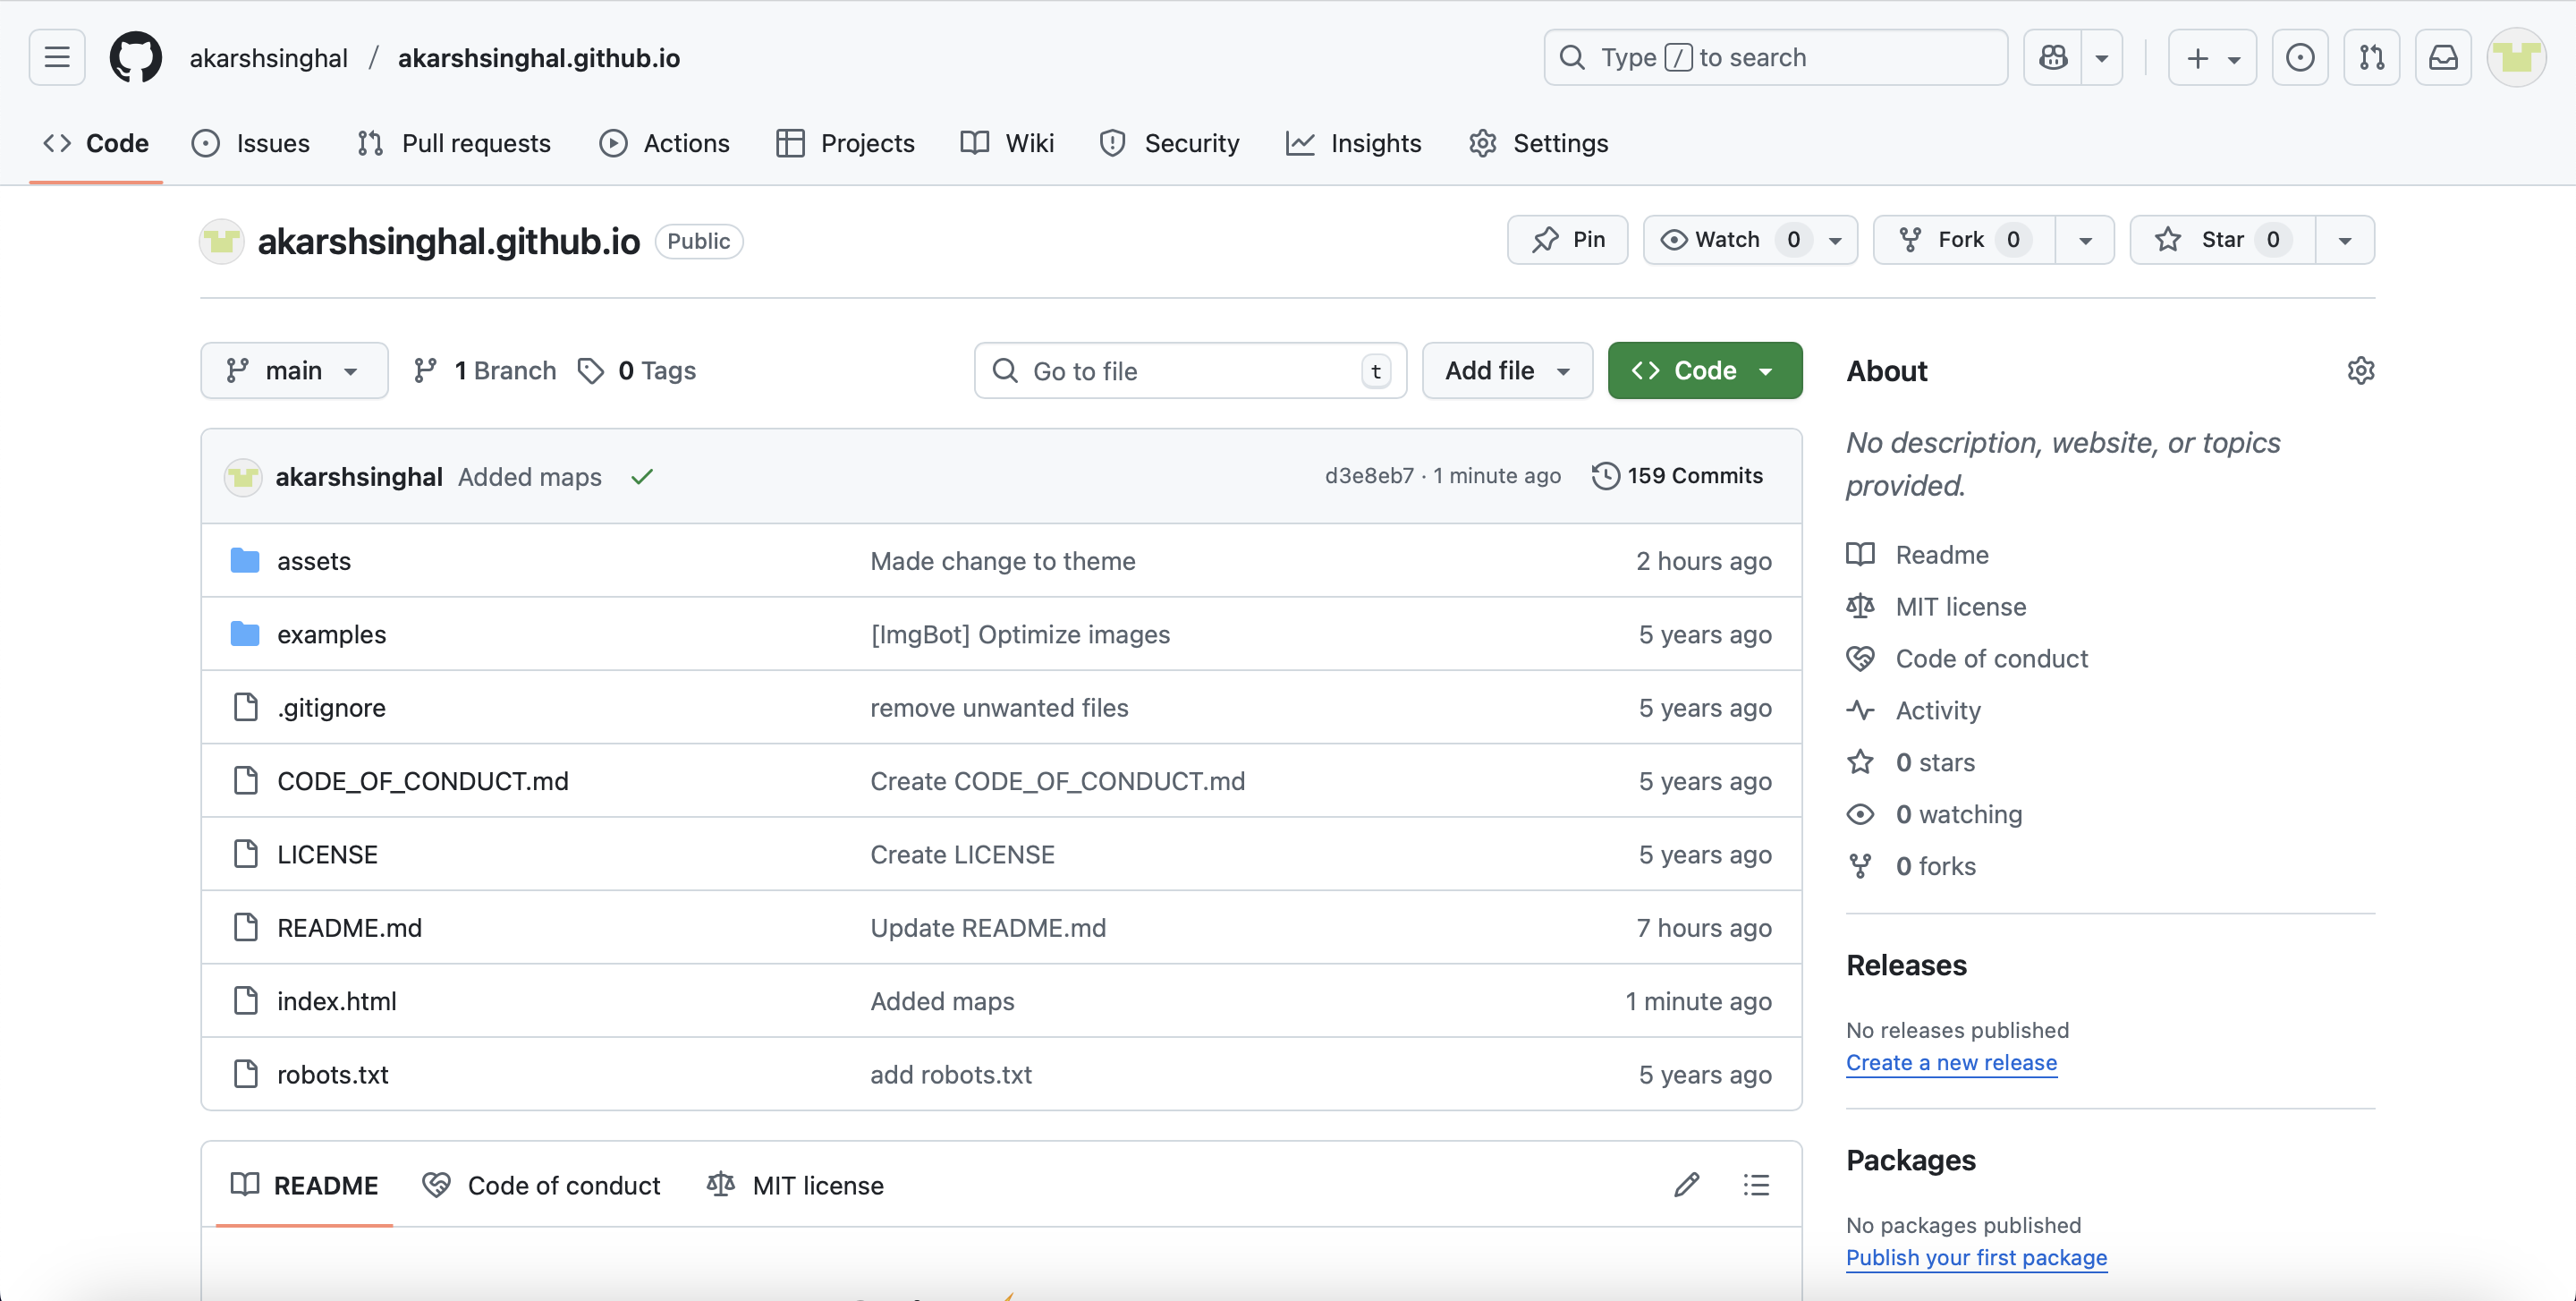 akarshsinghal / akarshsinghal.github.io
Type / to search
Code Issues Pull requests Actions Projects Wiki Security Insights Settings
akarshsinghal.github.io Public
Pin Watch 0 Fork 0 Star 0
main 1 Branch 0 Tags
Go to file t Add file Code
akarshsinghal Added maps d3e8eb7 · 1 minute ago 159 Commits
assets Made change to theme 2 hours ago
examples [ImgBot] Optimize images 5 years ago
.gitignore remove unwanted files 5 years ago
CODE_OF_CONDUCT.md Create CODE_OF_CONDUCT.md 5 years ago
LICENSE Create LICENSE 5 years ago
README.md Update README.md 7 hours ago
index.html Added maps 1 minute ago
robots.txt add robots.txt 5 years ago
README Code of conduct MIT license
About
No description, website, or topics
provided.
Readme
MIT license
Code of conduct
Activity
0 stars
0 watching
0 forks
Releases
No releases published
Create a new release
Packages
No packages published
Publish your first package